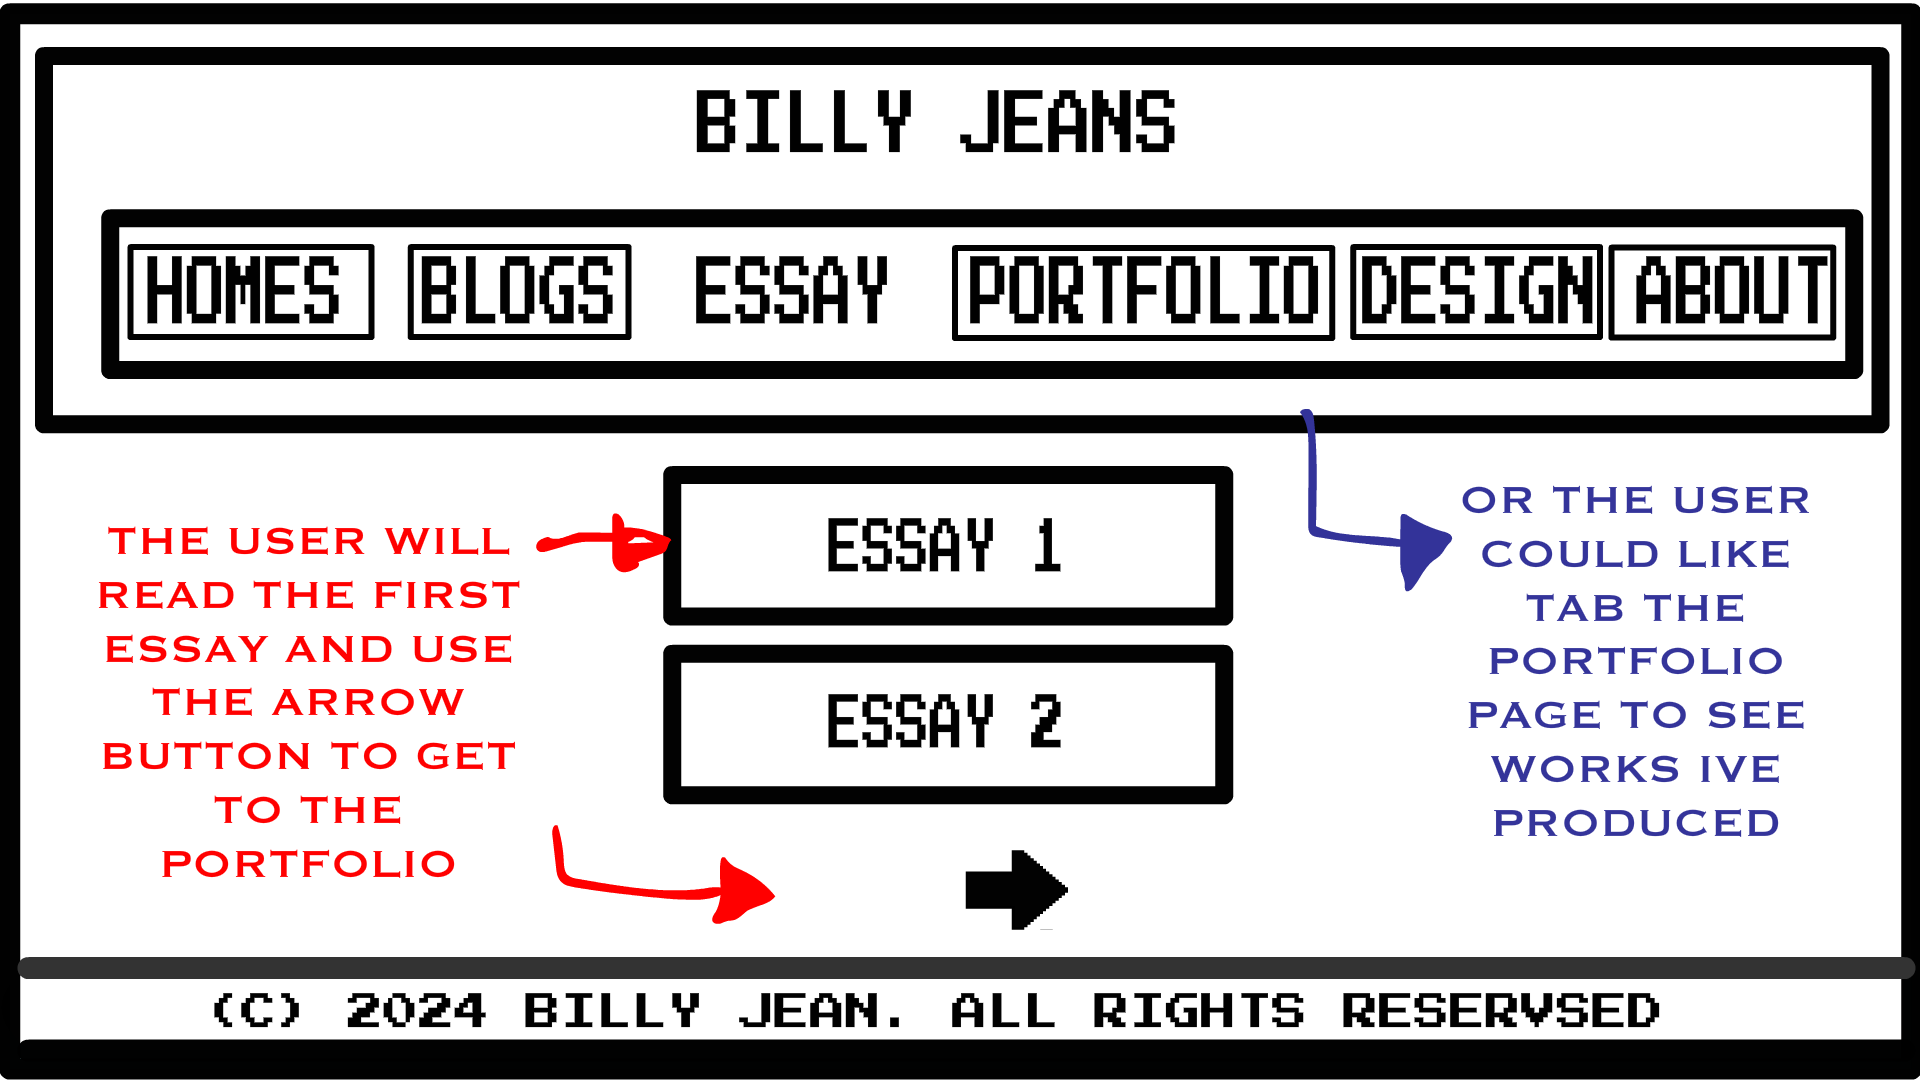 BILLY JEANS
HOMES BLOGS ESSAY PORTFOLIO DESIGN ABOUT
ESSAY 1
ESSAY 2
THE USER WILL
READ THE FIRST
ESSAY AND USE
THE ARROW
BUTTON TO GET
TO THE
PORTFOLIO
OR THE USER
COULD LIKE
TAB THE
PORTFOLIO
PAGE TO SEE
WORKS IVE
PRODUCED
(C) 2024 BILLY JEAN. ALL RIGHTS RESERVSED